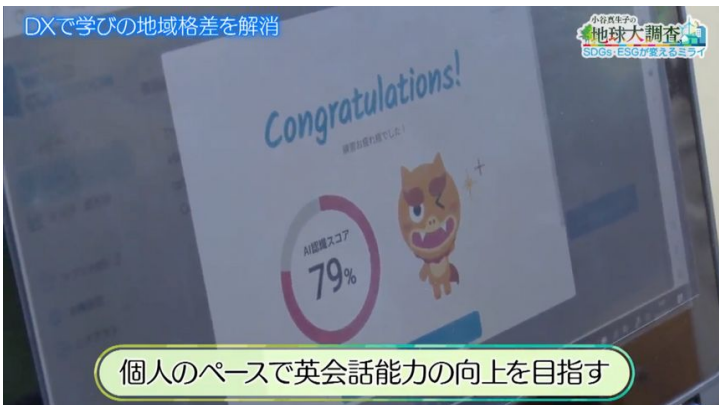 DXで学びの地域格差を解消
小谷真生子の
地球大調査
SDGs・ESGが変えるミライ
Congratulations!
練習お疲れ様でした!
AI認識スコア
79%
個人のペースで英会話能力の向上を目指す